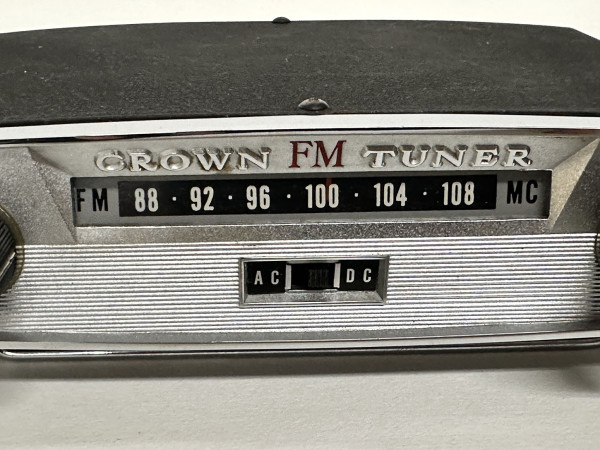 CROWN FM TUNER
FM 88 · 92 · 96 · 100 · 104 · 108 MC
AC DC